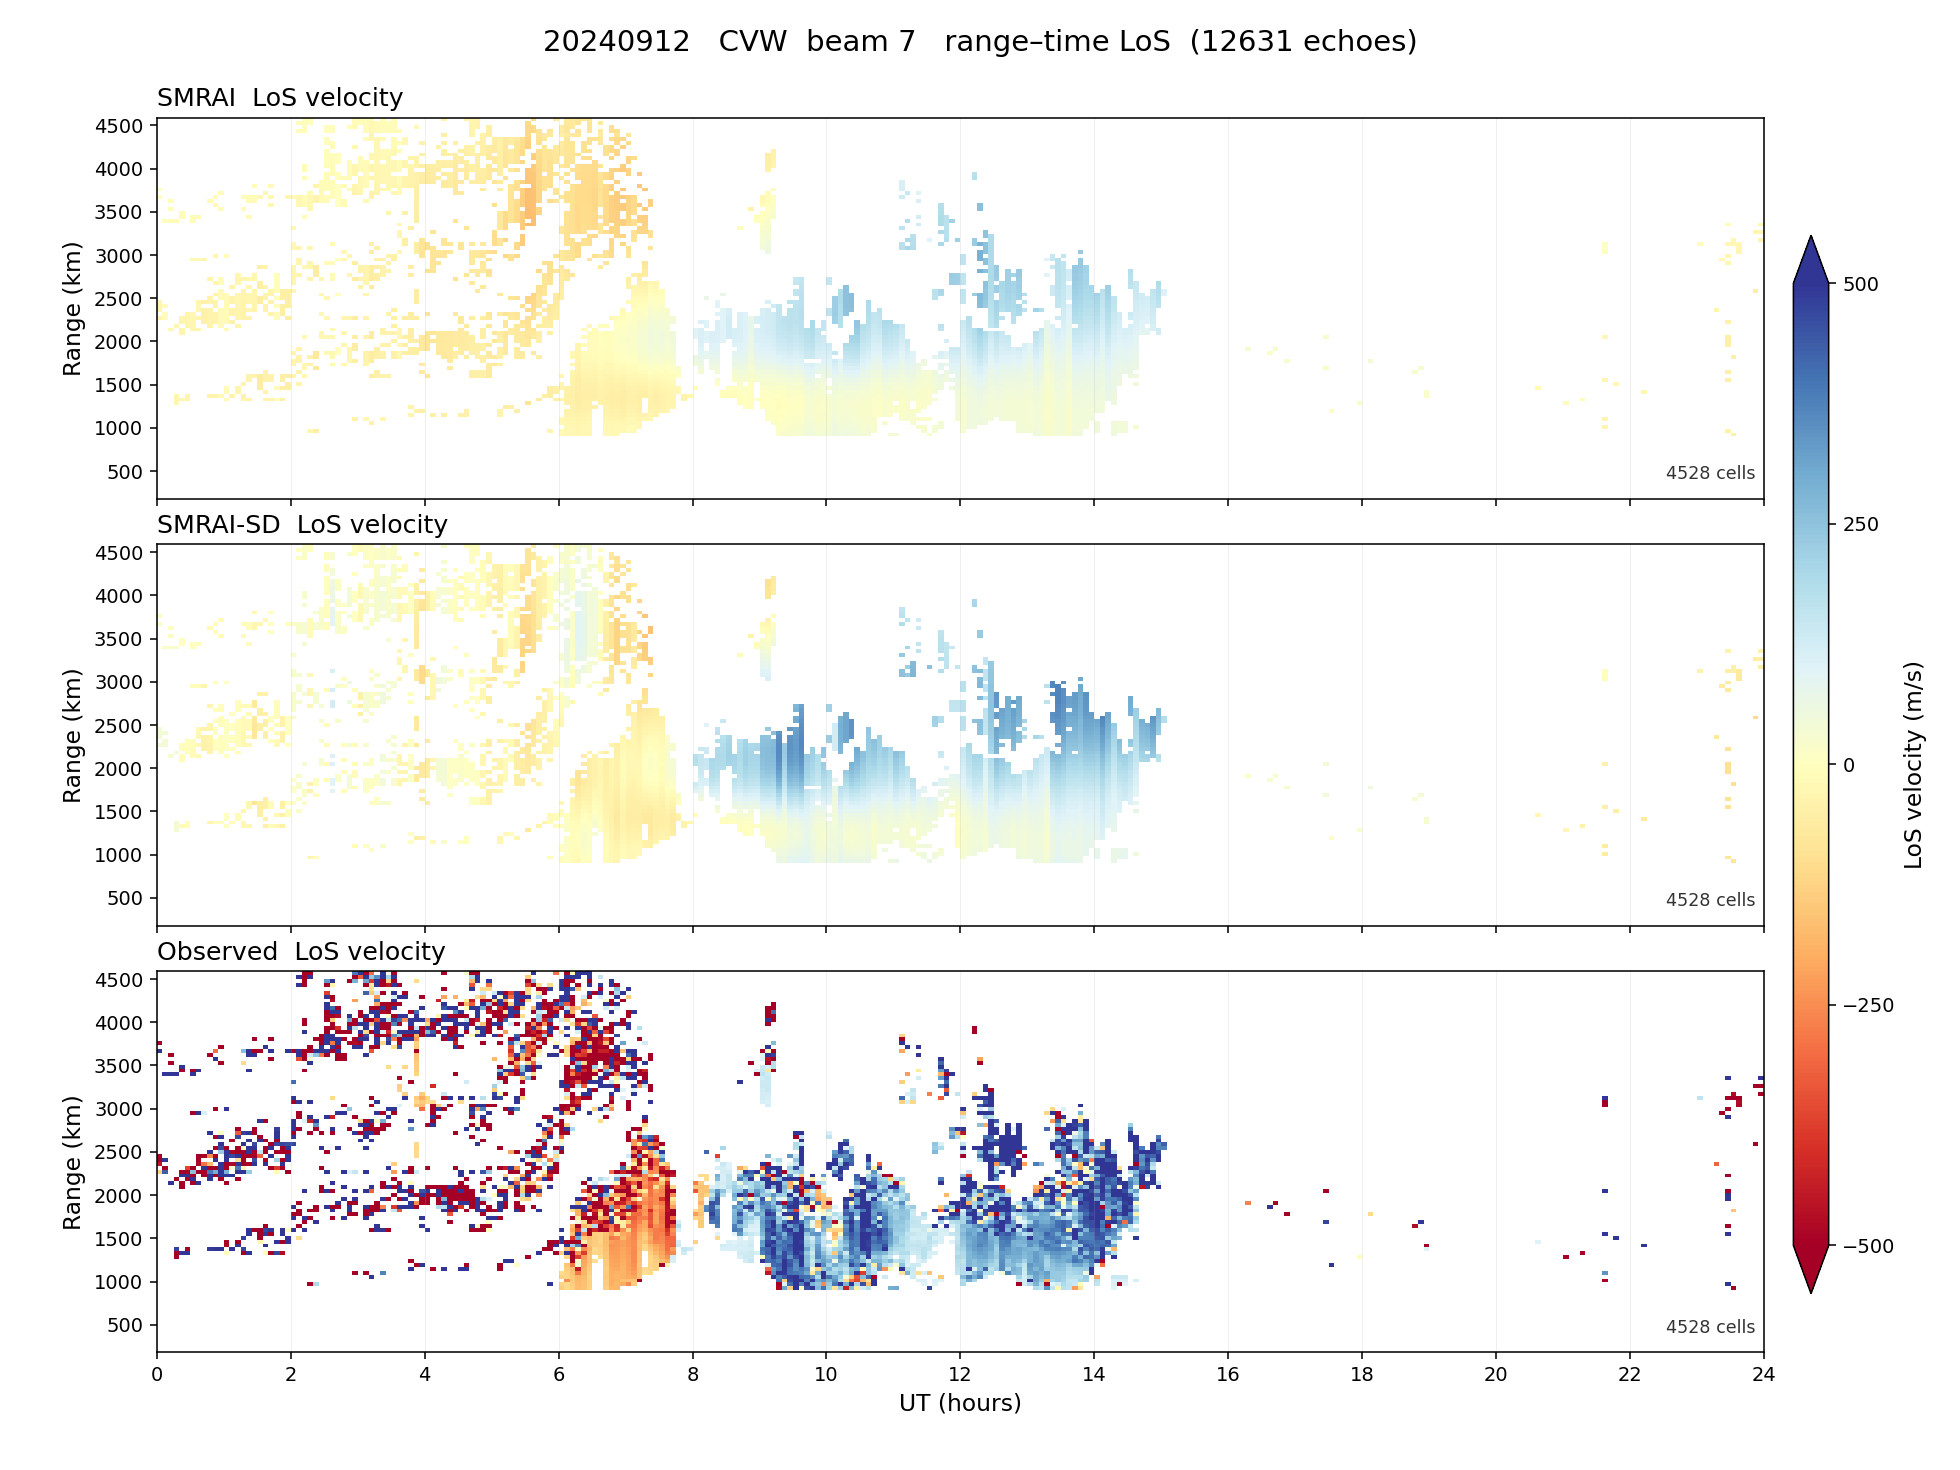 20240912   CVW  beam 7   range–time LoS  (12631 echoes)
SMRAI  LoS velocity
4500
4000
3500
3000
2500
2000
1500
1000
500
Range (km)
4528 cells
SMRAI-SD  LoS velocity
4500
4000
3500
3000
2500
2000
1500
1000
500
Range (km)
4528 cells
Observed  LoS velocity
4500
4000
3500
3000
2500
2000
1500
1000
500
Range (km)
4528 cells
0 2 4 6 8 10 12 14 16 18 20 22 24
UT (hours)
500
250
0
−250
−500
LoS velocity (m/s)